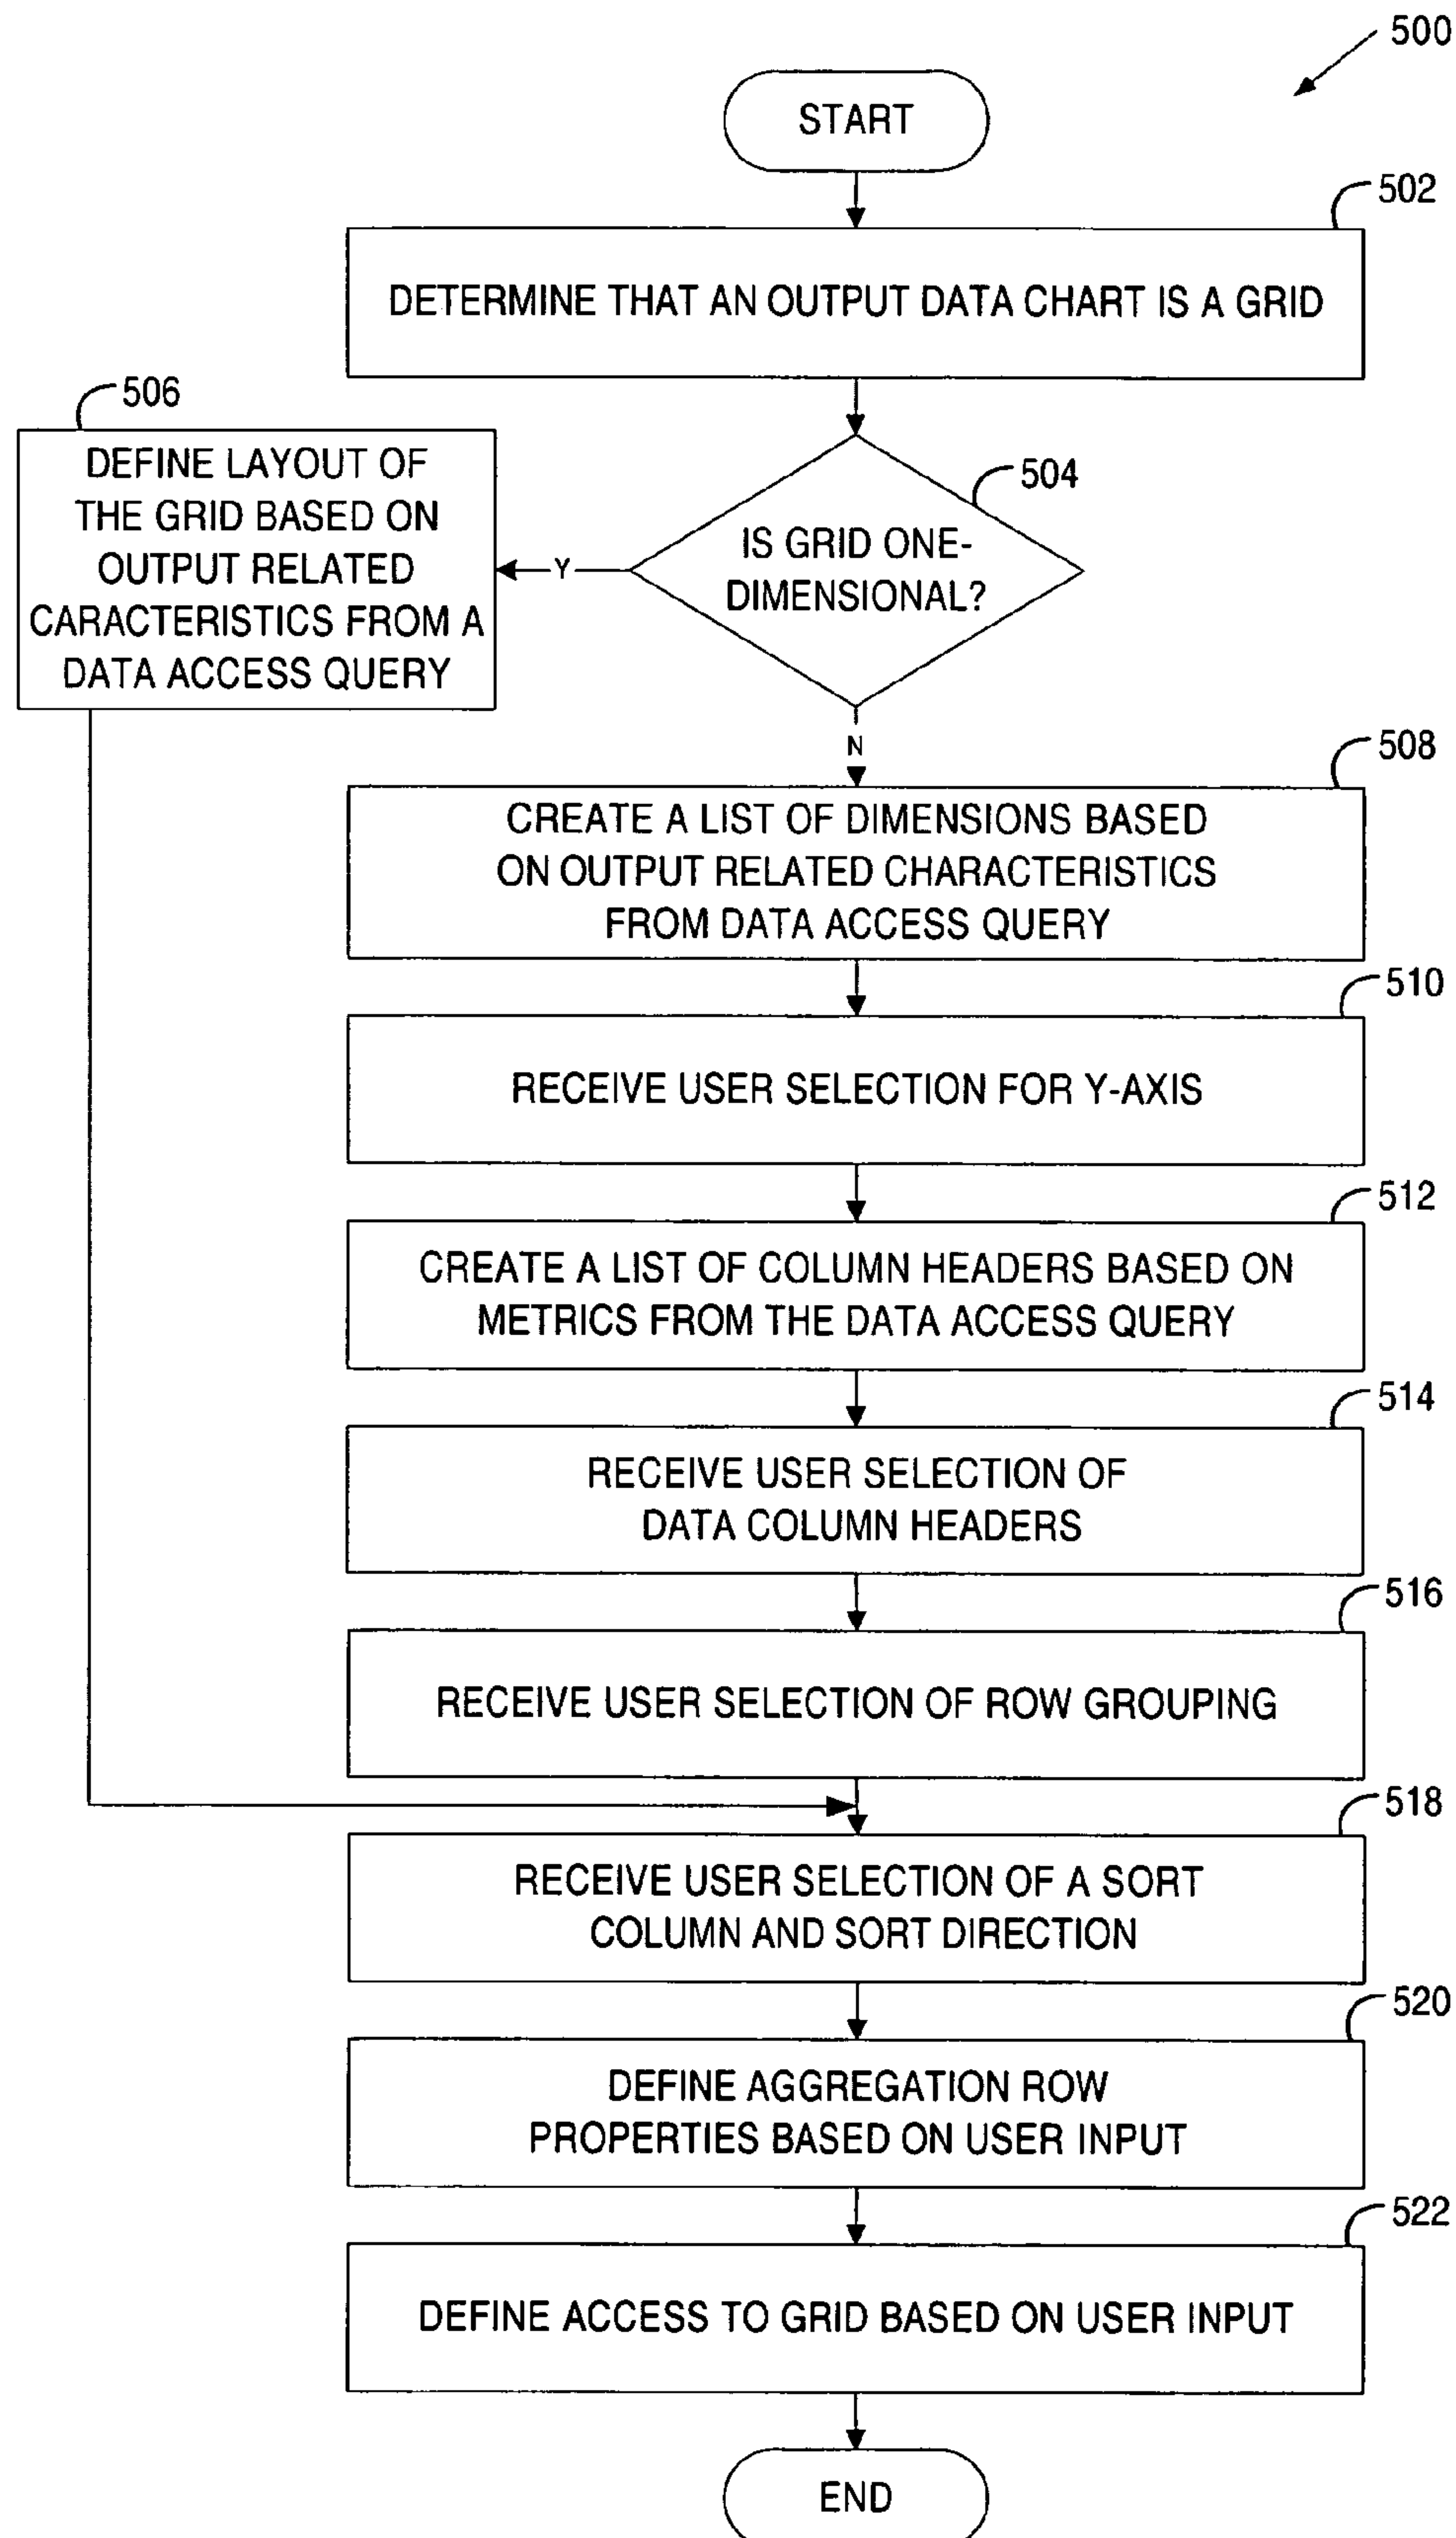 500
START
502
DETERMINE THAT AN OUTPUT DATA CHART IS A GRID
506
DEFINE LAYOUT OF
THE GRID BASED ON
OUTPUT RELATED
CARACTERISTICS FROM A
DATA ACCESS QUERY
504
IS GRID ONE-
DIMENSIONAL?
Y
N
508
CREATE A LIST OF DIMENSIONS BASED
ON OUTPUT RELATED CHARACTERISTICS
FROM DATA ACCESS QUERY
510
RECEIVE USER SELECTION FOR Y-AXIS
512
CREATE A LIST OF COLUMN HEADERS BASED ON
METRICS FROM THE DATA ACCESS QUERY
514
RECEIVE USER SELECTION OF
DATA COLUMN HEADERS
516
RECEIVE USER SELECTION OF ROW GROUPING
518
RECEIVE USER SELECTION OF A SORT
COLUMN AND SORT DIRECTION
520
DEFINE AGGREGATION ROW
PROPERTIES BASED ON USER INPUT
522
DEFINE ACCESS TO GRID BASED ON USER INPUT
END